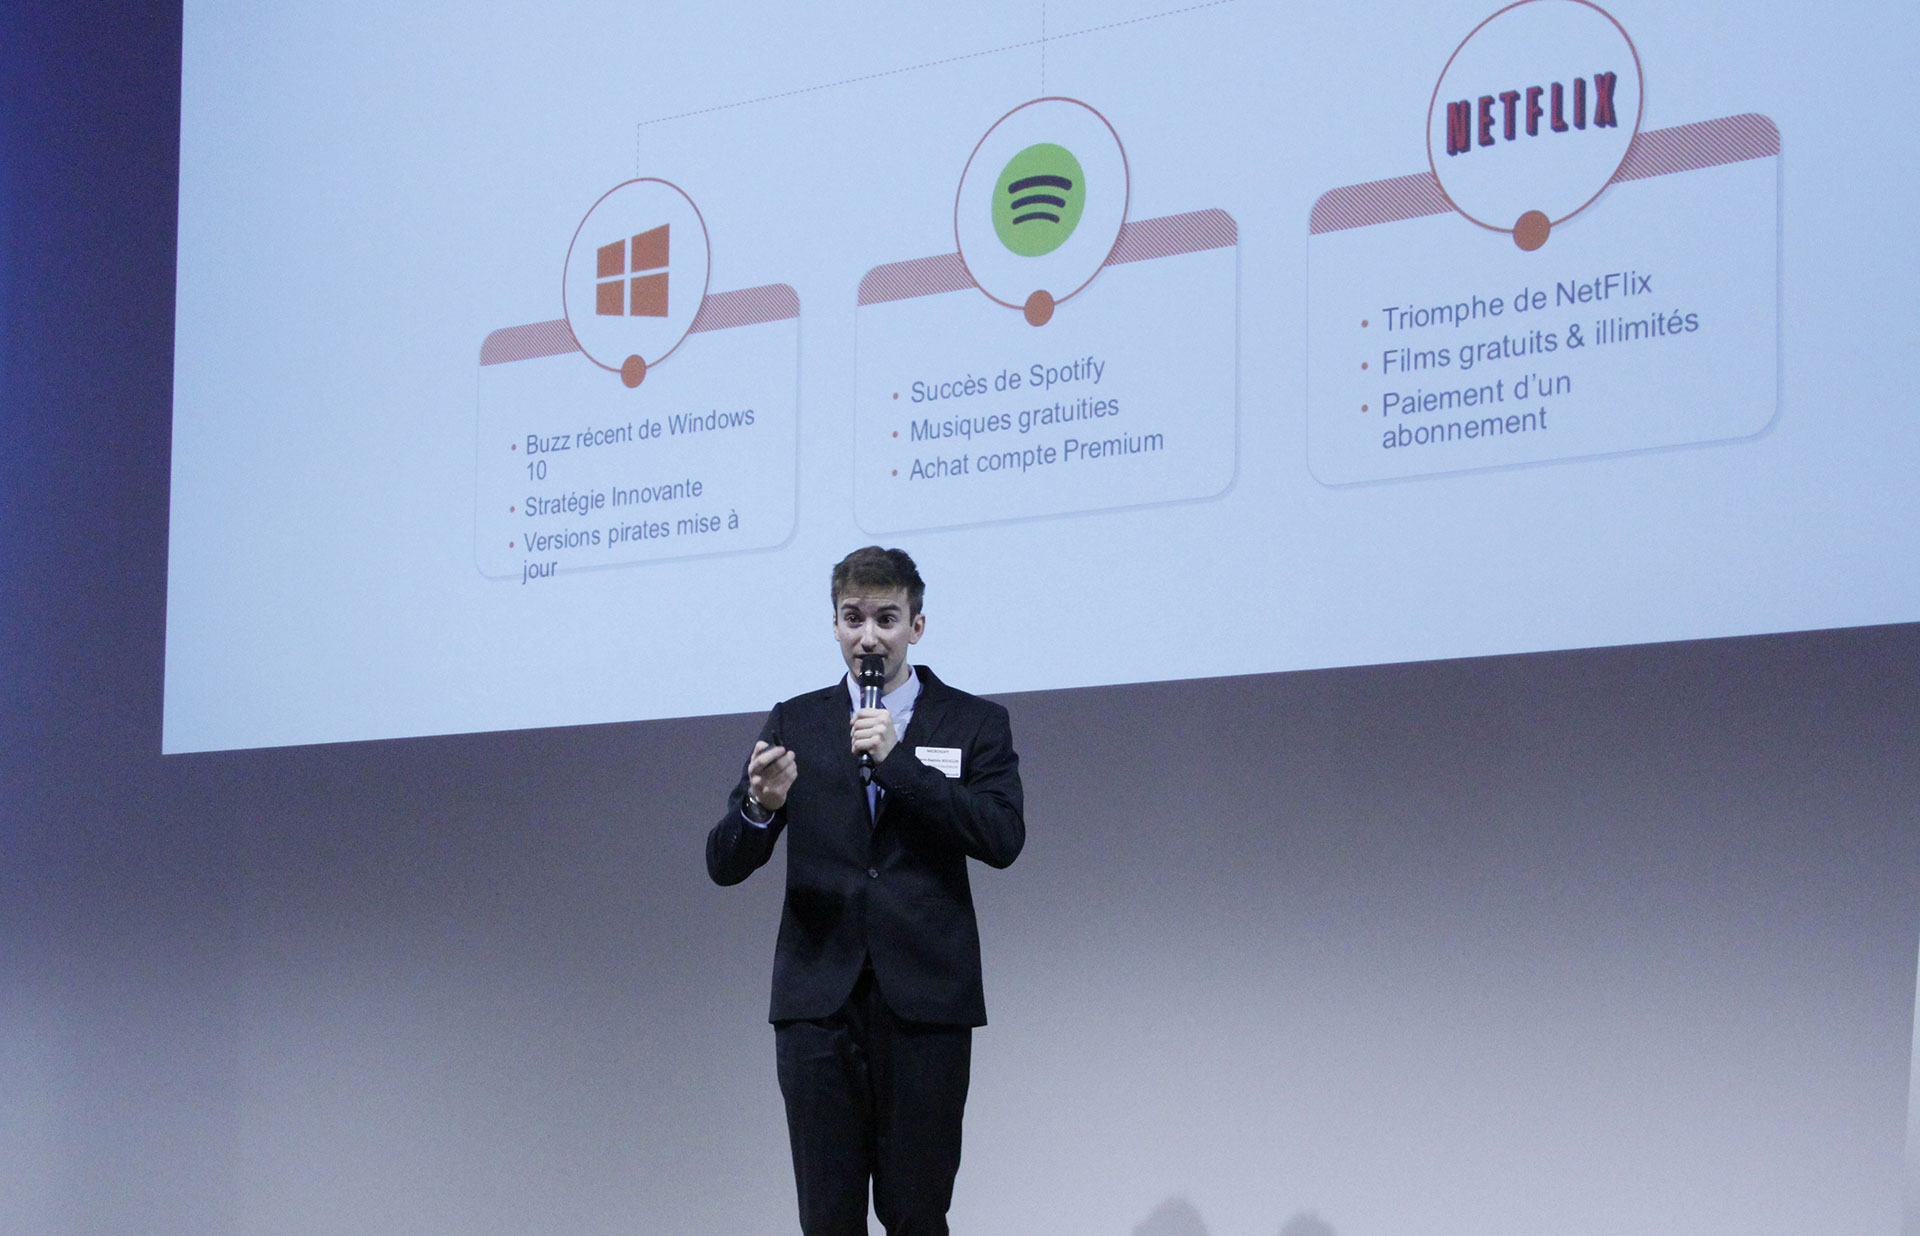 NETFLIX
Buzz récent de Windows
10
Stratégie Innovante
Versions pirates mise à
jour
Succès de Spotify
Musiques gratuities
Achat compte Premium
Triomphe de NetFlix
Films gratuits & illimités
Paiement d'un
abonnement
MICROSOFT